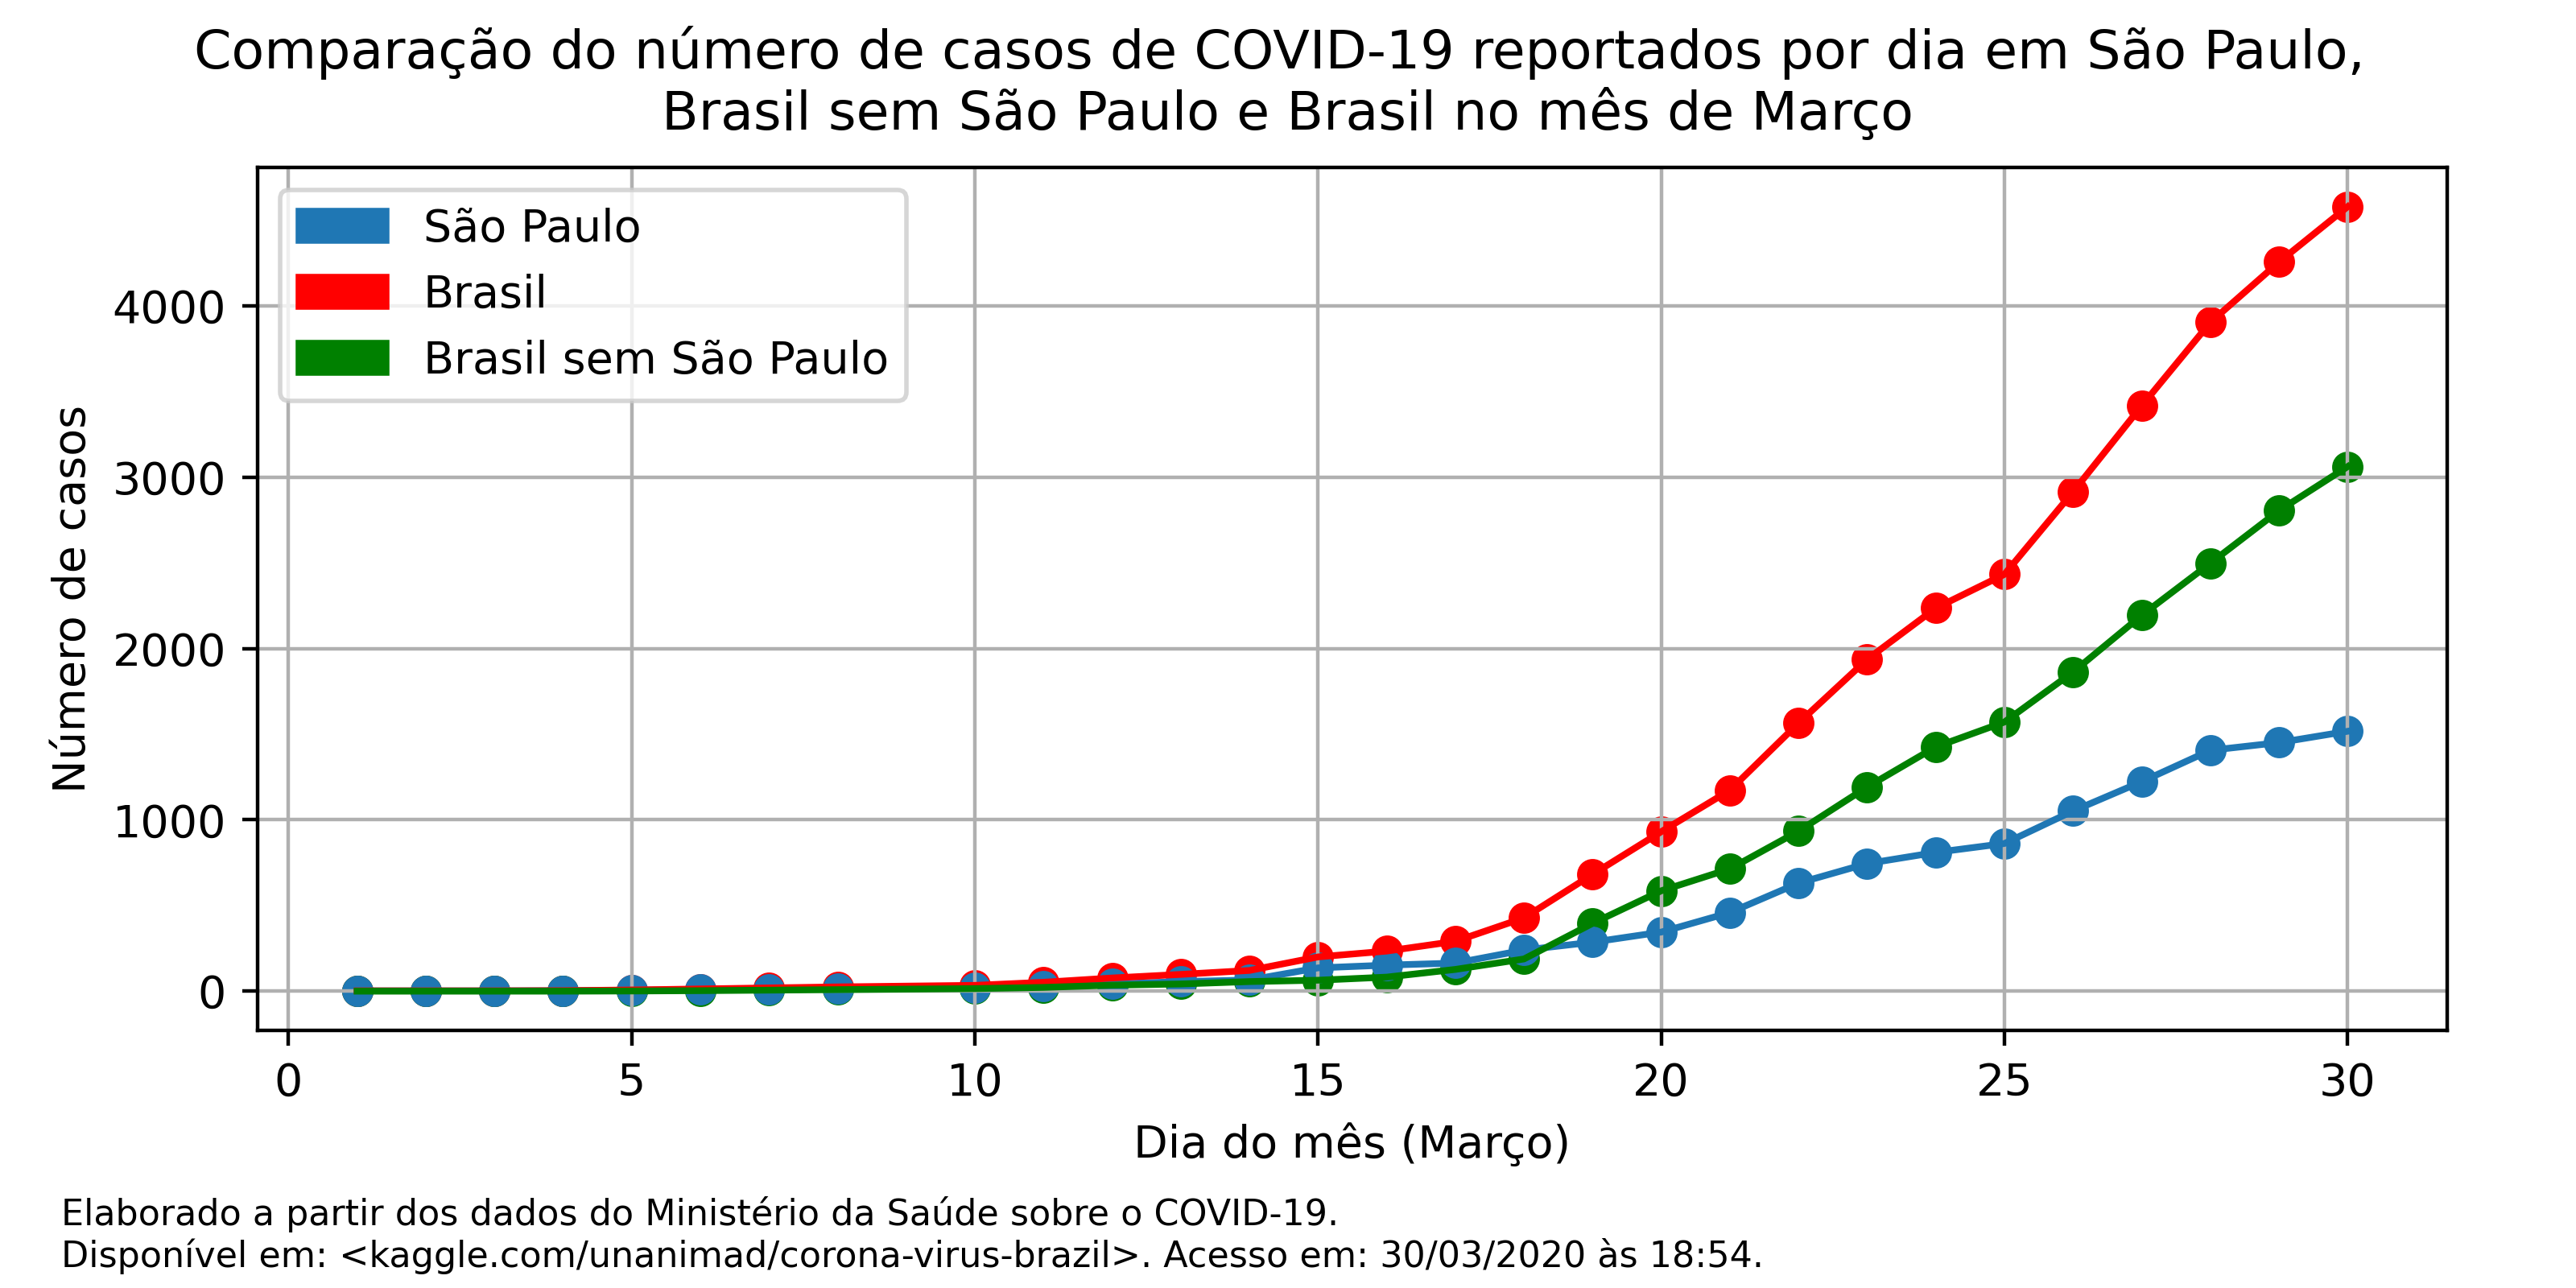 Comparação do número de casos de COVID-19 reportados por dia em São Paulo,
Brasil sem São Paulo e Brasil no mês de Março
São Paulo
Brasil
Brasil sem São Paulo
Número de casos
4000
3000
2000
1000
0
0 5 10 15 20 25 30
Dia do mês (Março)
Elaborado a partir dos dados do Ministério da Saúde sobre o COVID-19.
Disponível em: <kaggle.com/unanimad/corona-virus-brazil>. Acesso em: 30/03/2020 às 18:54.